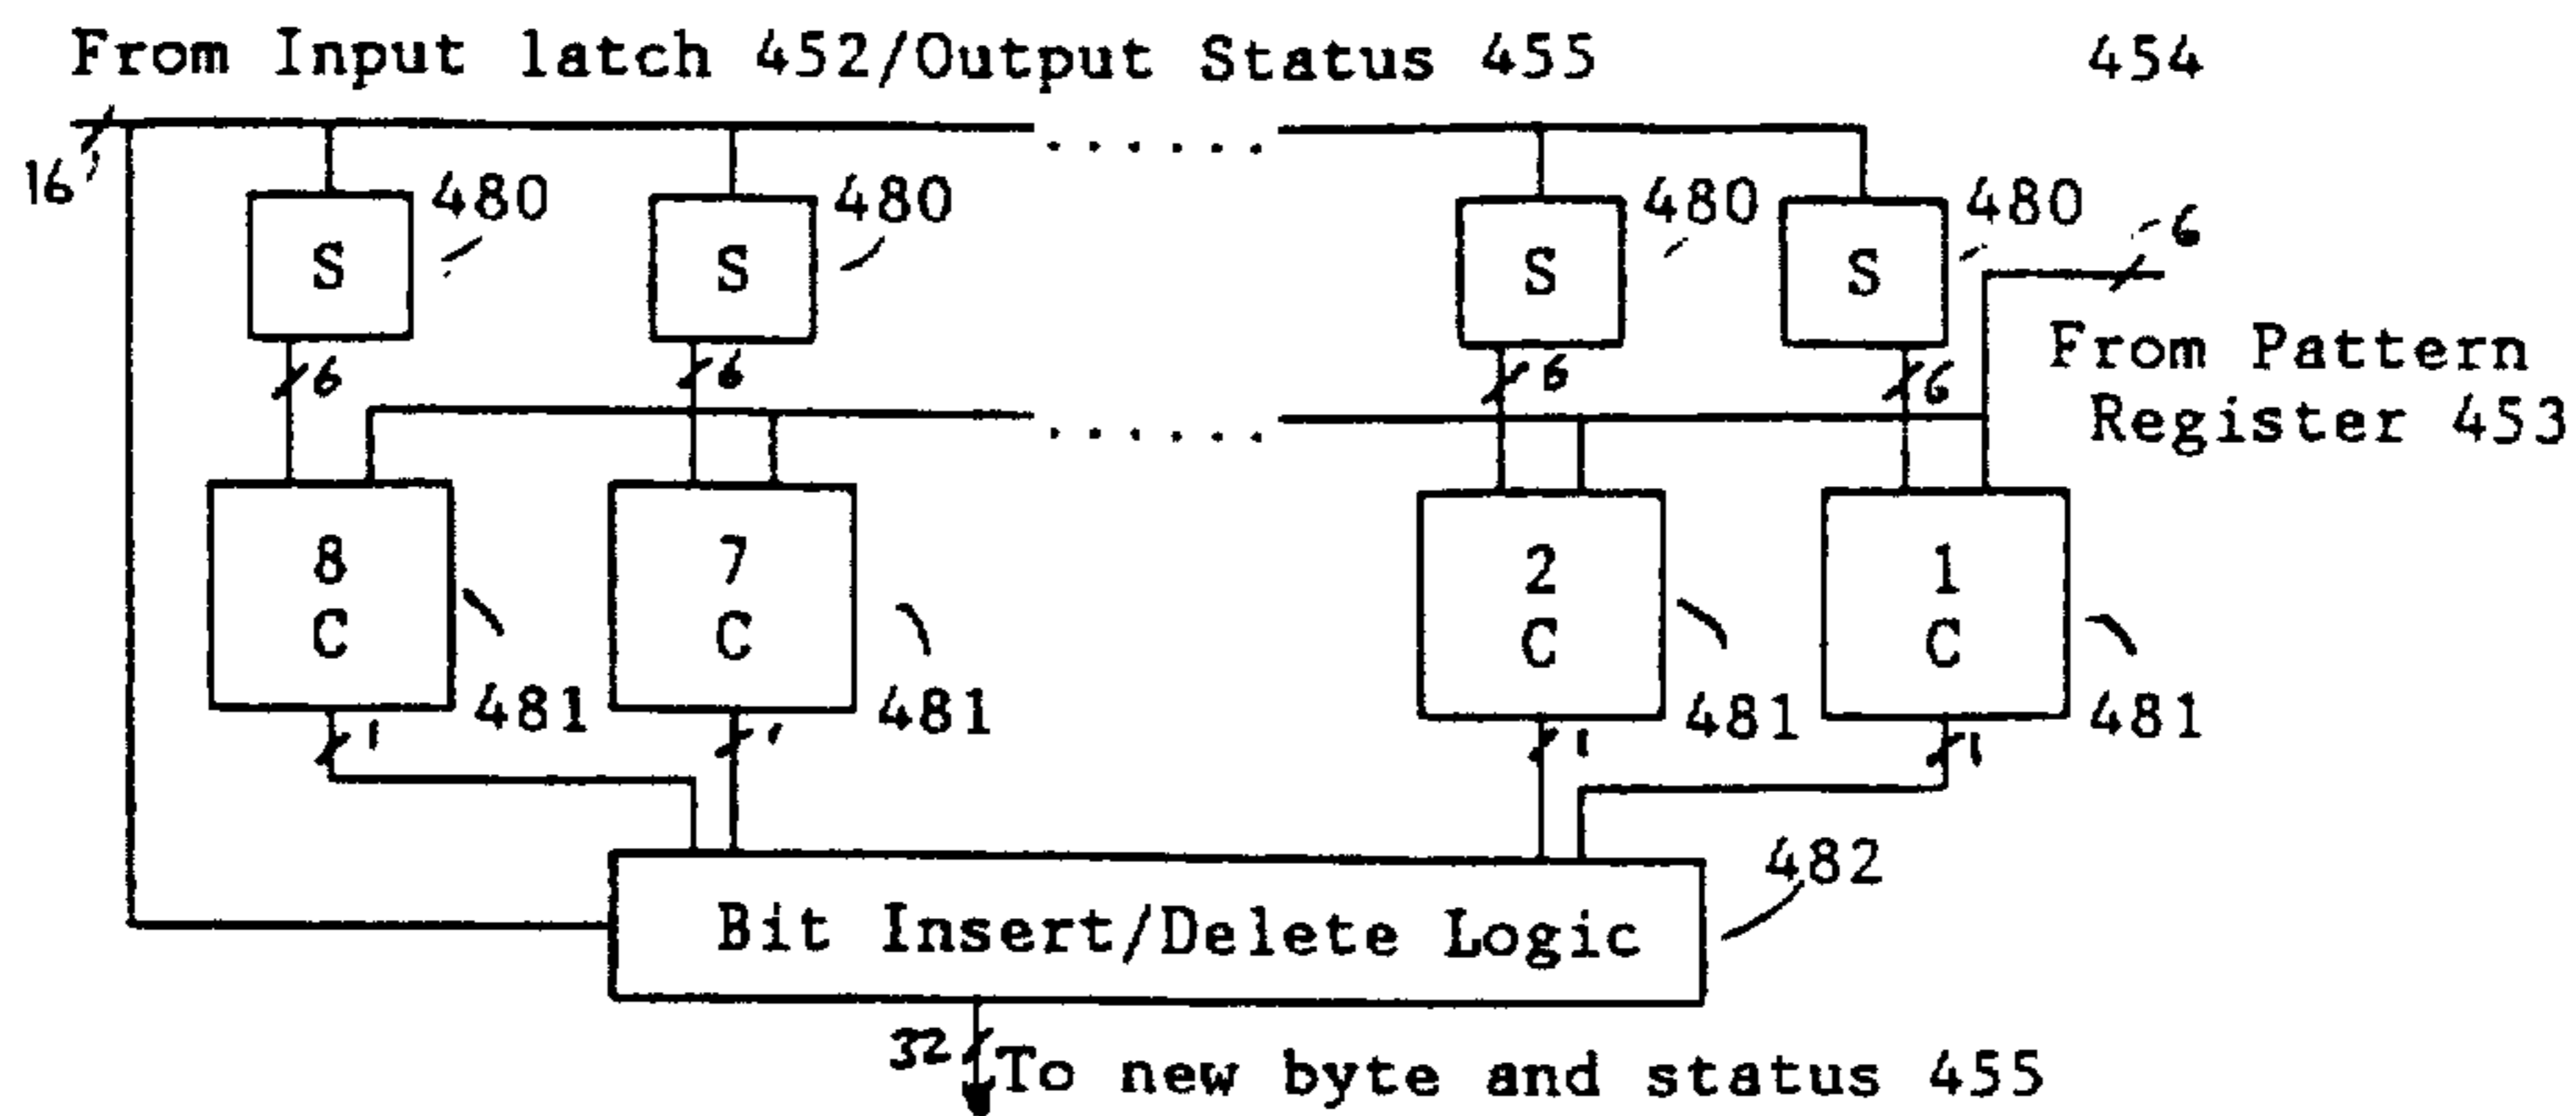 From Input latch 452/Output Status 455 454
16
480 480 480 480
6
S S S S
From Pattern
6 6 6 6
Register 453
8 7 2 1
C C C C
481 481 481 481
1 1 1 1
482
Bit Insert/Delete Logic
32 To new byte and status 455